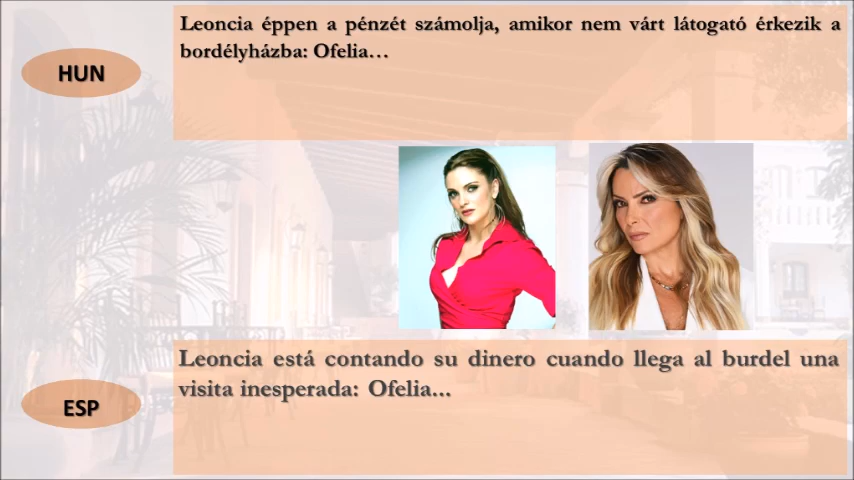 HUN
Leoncia éppen a pénzét számolja, amikor nem várt látogató érkezik a
bordélyházba: Ofelia…
Leoncia está contando su dinero cuando llega al burdel una
visita inesperada: Ofelia...
ESP